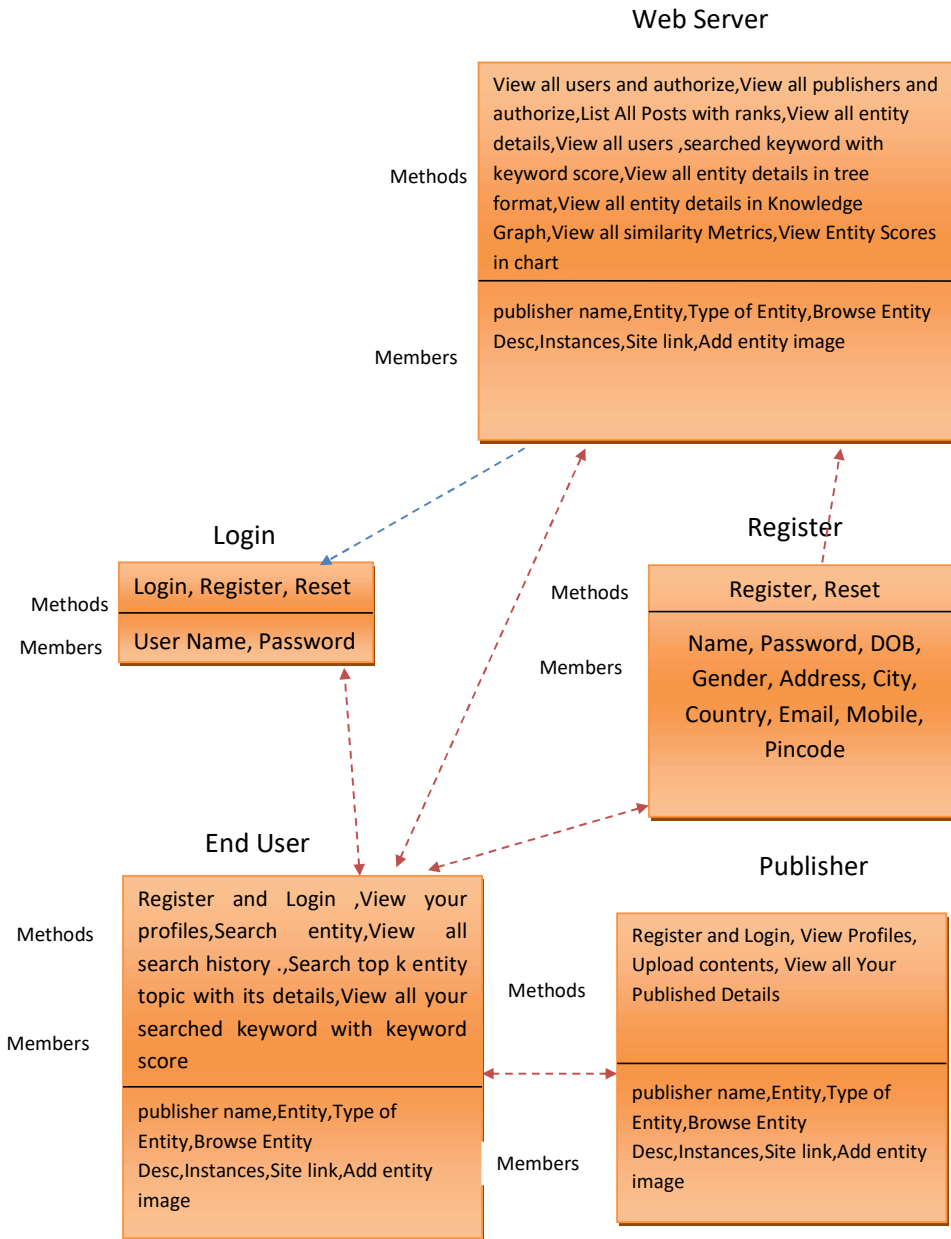 Web Server
View all users and authorize,View all publishers and
authorize,List All Posts with ranks,View all entity
details,View all users ,searched keyword with
keyword score,View all entity details in tree
format,View all entity details in Knowledge
Graph,View all similarity Metrics,View Entity Scores
in chart
Methods
publisher name,Entity,Type of Entity,Browse Entity
Desc,Instances,Site link,Add entity image
Members
Login
Login, Register, Reset
Methods
User Name, Password
Members
Register
Register, Reset
Methods
Name, Password, DOB,
Gender, Address, City,
Country, Email, Mobile,
Pincode
Members
End User
Register and Login ,View your
profiles,Search entity,View all
search history .,Search top k entity
topic with its details,View all your
searched keyword with keyword
score
Methods
Members
publisher name,Entity,Type of
Entity,Browse Entity
Desc,Instances,Site link,Add entity
image
Publisher
Register and Login, View Profiles,
Upload contents, View all Your
Published Details
Methods
publisher name,Entity,Type of
Entity,Browse Entity
Desc,Instances,Site link,Add entity
image
Members